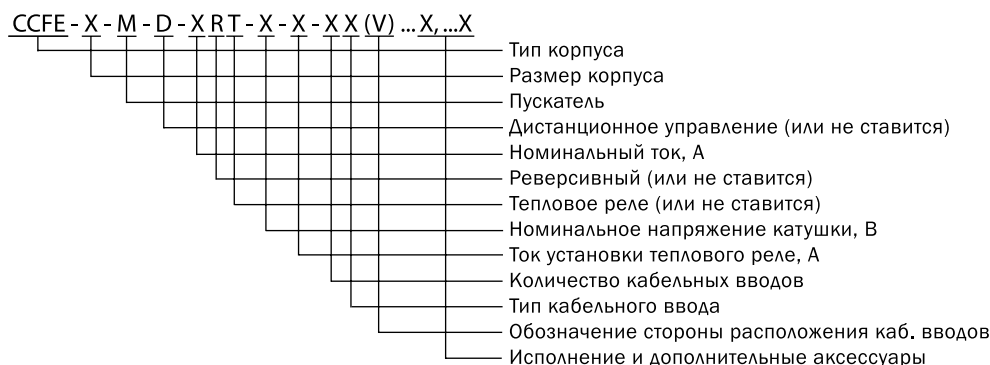 CCFE - X - M - D - X R T - X - X - X X (V) ... X, ...X
Тип корпуса
Размер корпуса
Пускатель
Дистанционное управление (или не ставится)
Номинальный ток, А
Реверсивный (или не ставится)
Тепловое реле (или не ставится)
Номинальное напряжение катушки, В
Ток установки теплового реле, А
Количество кабельных вводов
Тип кабельного ввода
Обозначение стороны расположения каб. вводов
Исполнение и дополнительные аксессуары